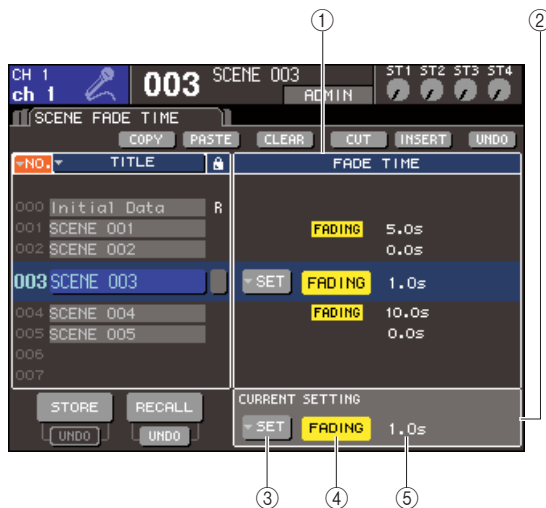 ① ②
CH 1 003 SCENE 003 ST1 ST2 ST3 ST4
ch 1 ADMIN
SCENE FADE TIME
COPY PASTE CLEAR CUT INSERT UNDO
NO. TITLE FADE TIME
000 Initial Data R
001 SCENE 001 FADING 5.0s
002 SCENE 002 0.0s
003 SCENE 003 SET FADING 1.0s
004 SCENE 004 FADING 10.0s
005 SCENE 005 0.0s
006
007
STORE RECALL CURRENT SETTING
UNDO UNDO SET FADING 1.0s
③ ④ ⑤